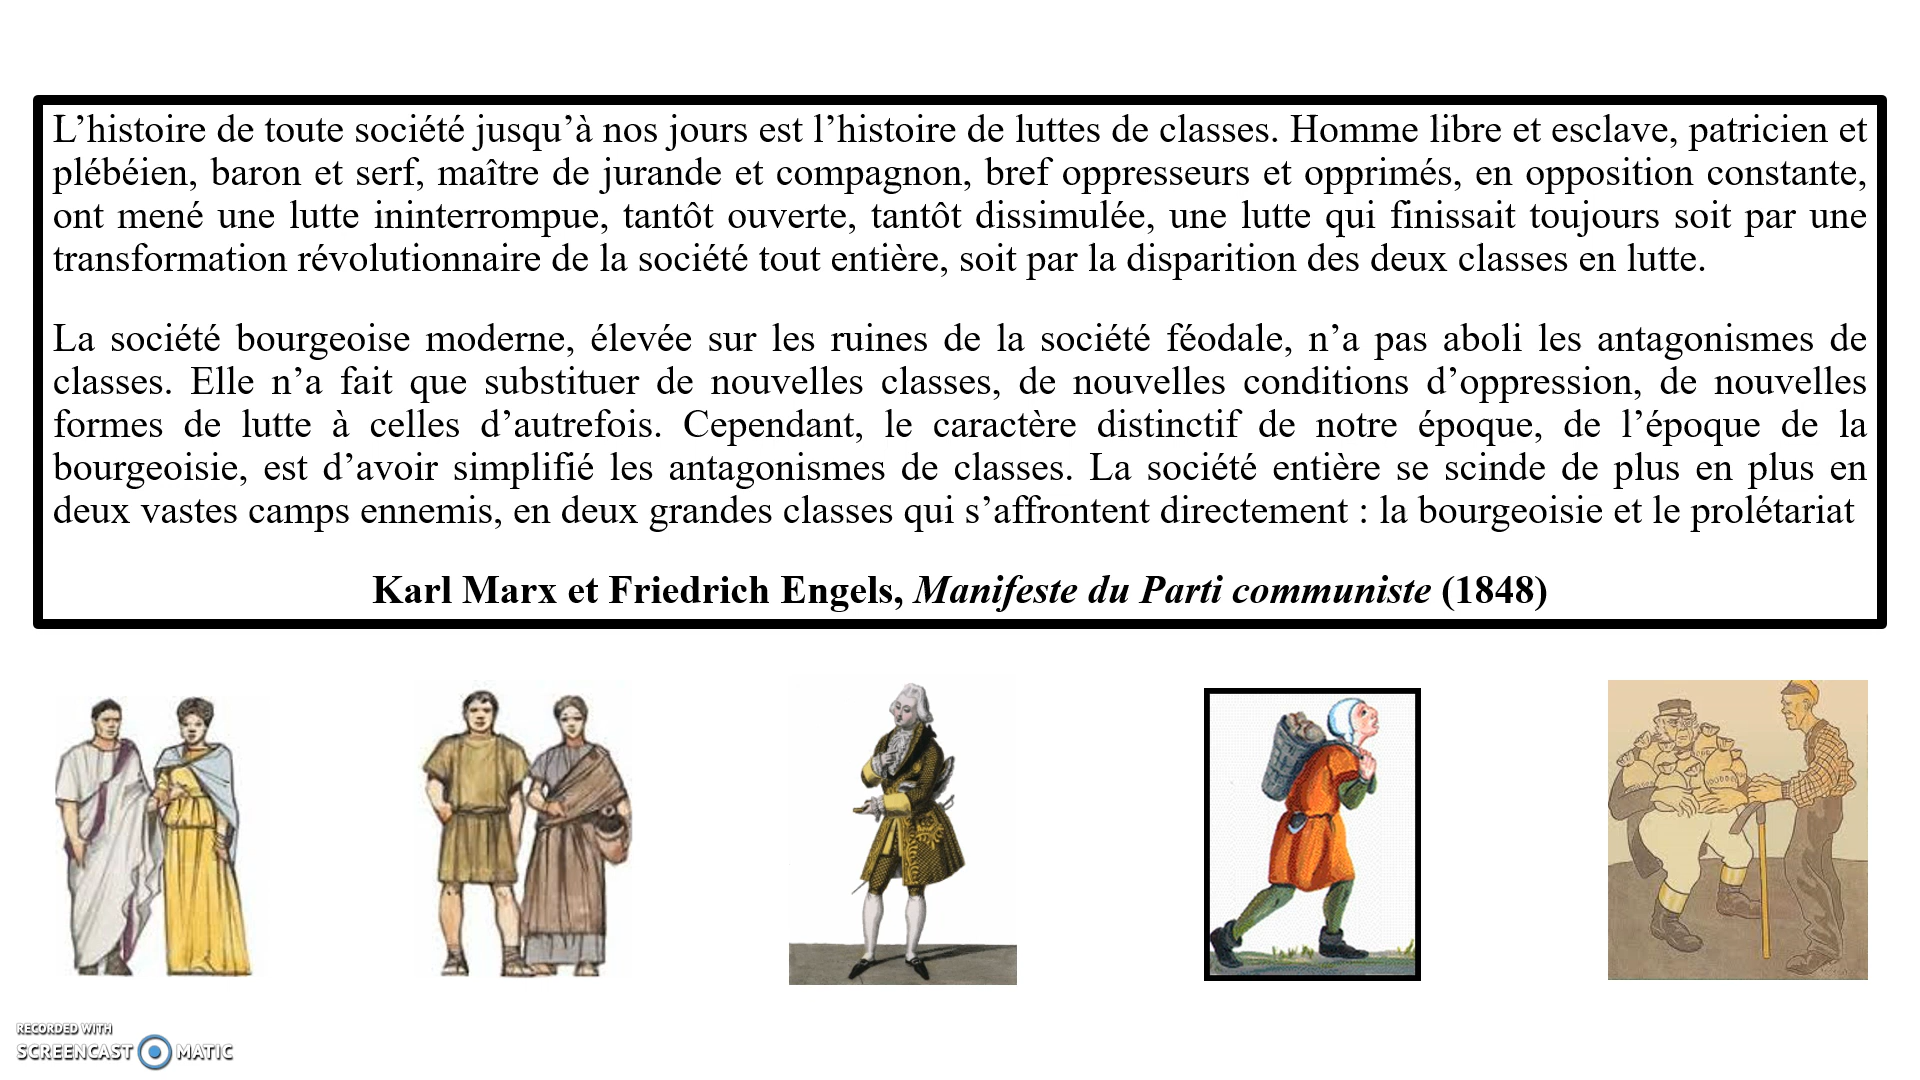 L’histoire de toute société jusqu’à nos jours est l’histoire de luttes de classes. Homme libre et esclave, patricien et
plébéien, baron et serf, maître de jurande et compagnon, bref oppresseurs et opprimés, en opposition constante,
ont mené une lutte ininterrompue, tantôt ouverte, tantôt dissimulée, une lutte qui finissait toujours soit par une
transformation révolutionnaire de la société tout entière, soit par la disparition des deux classes en lutte.
La société bourgeoise moderne, élevée sur les ruines de la société féodale, n’a pas aboli les antagonismes de
classes. Elle n’a fait que substituer de nouvelles classes, de nouvelles conditions d’oppression, de nouvelles
formes de lutte à celles d’autrefois. Cependant, le caractère distinctif de notre époque, de l’époque de la
bourgeoisie, est d’avoir simplifié les antagonismes de classes. La société entière se scinde de plus en plus en
deux vastes camps ennemis, en deux grandes classes qui s’affrontent directement : la bourgeoisie et le prolétariat
Karl Marx et Friedrich Engels, Manifeste du Parti communiste (1848)
RECORDED WITH
SCREENCAST MATIC